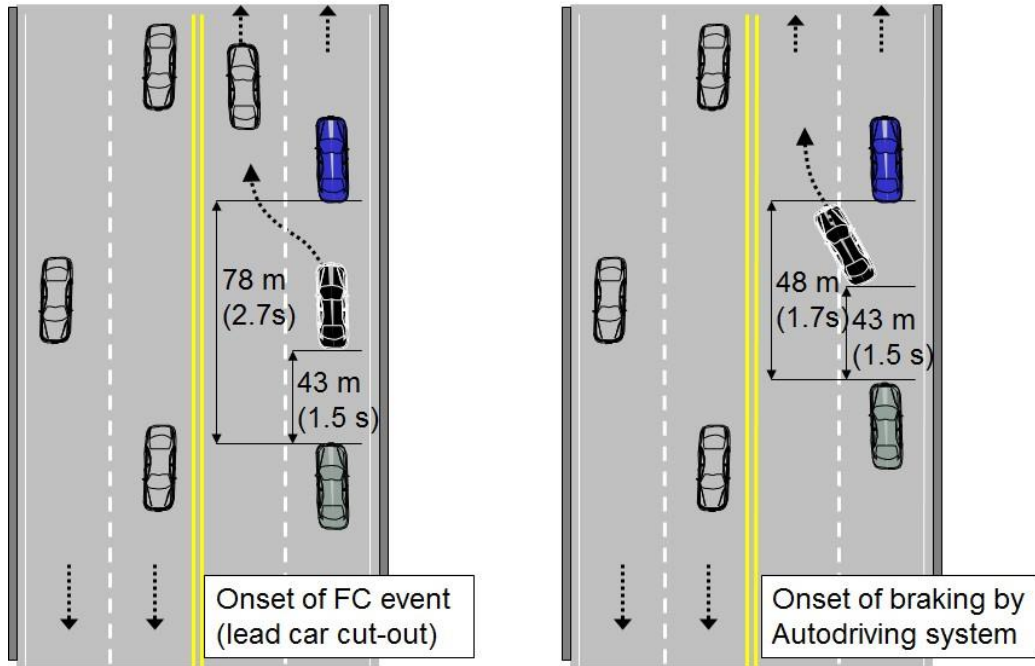 78 m
(2.7s)
43 m
(1.5 s)
Onset of FC event
(lead car cut-out)
48 m
(1.7s)
43 m
(1.5 s)
Onset of braking by
Autodriving system